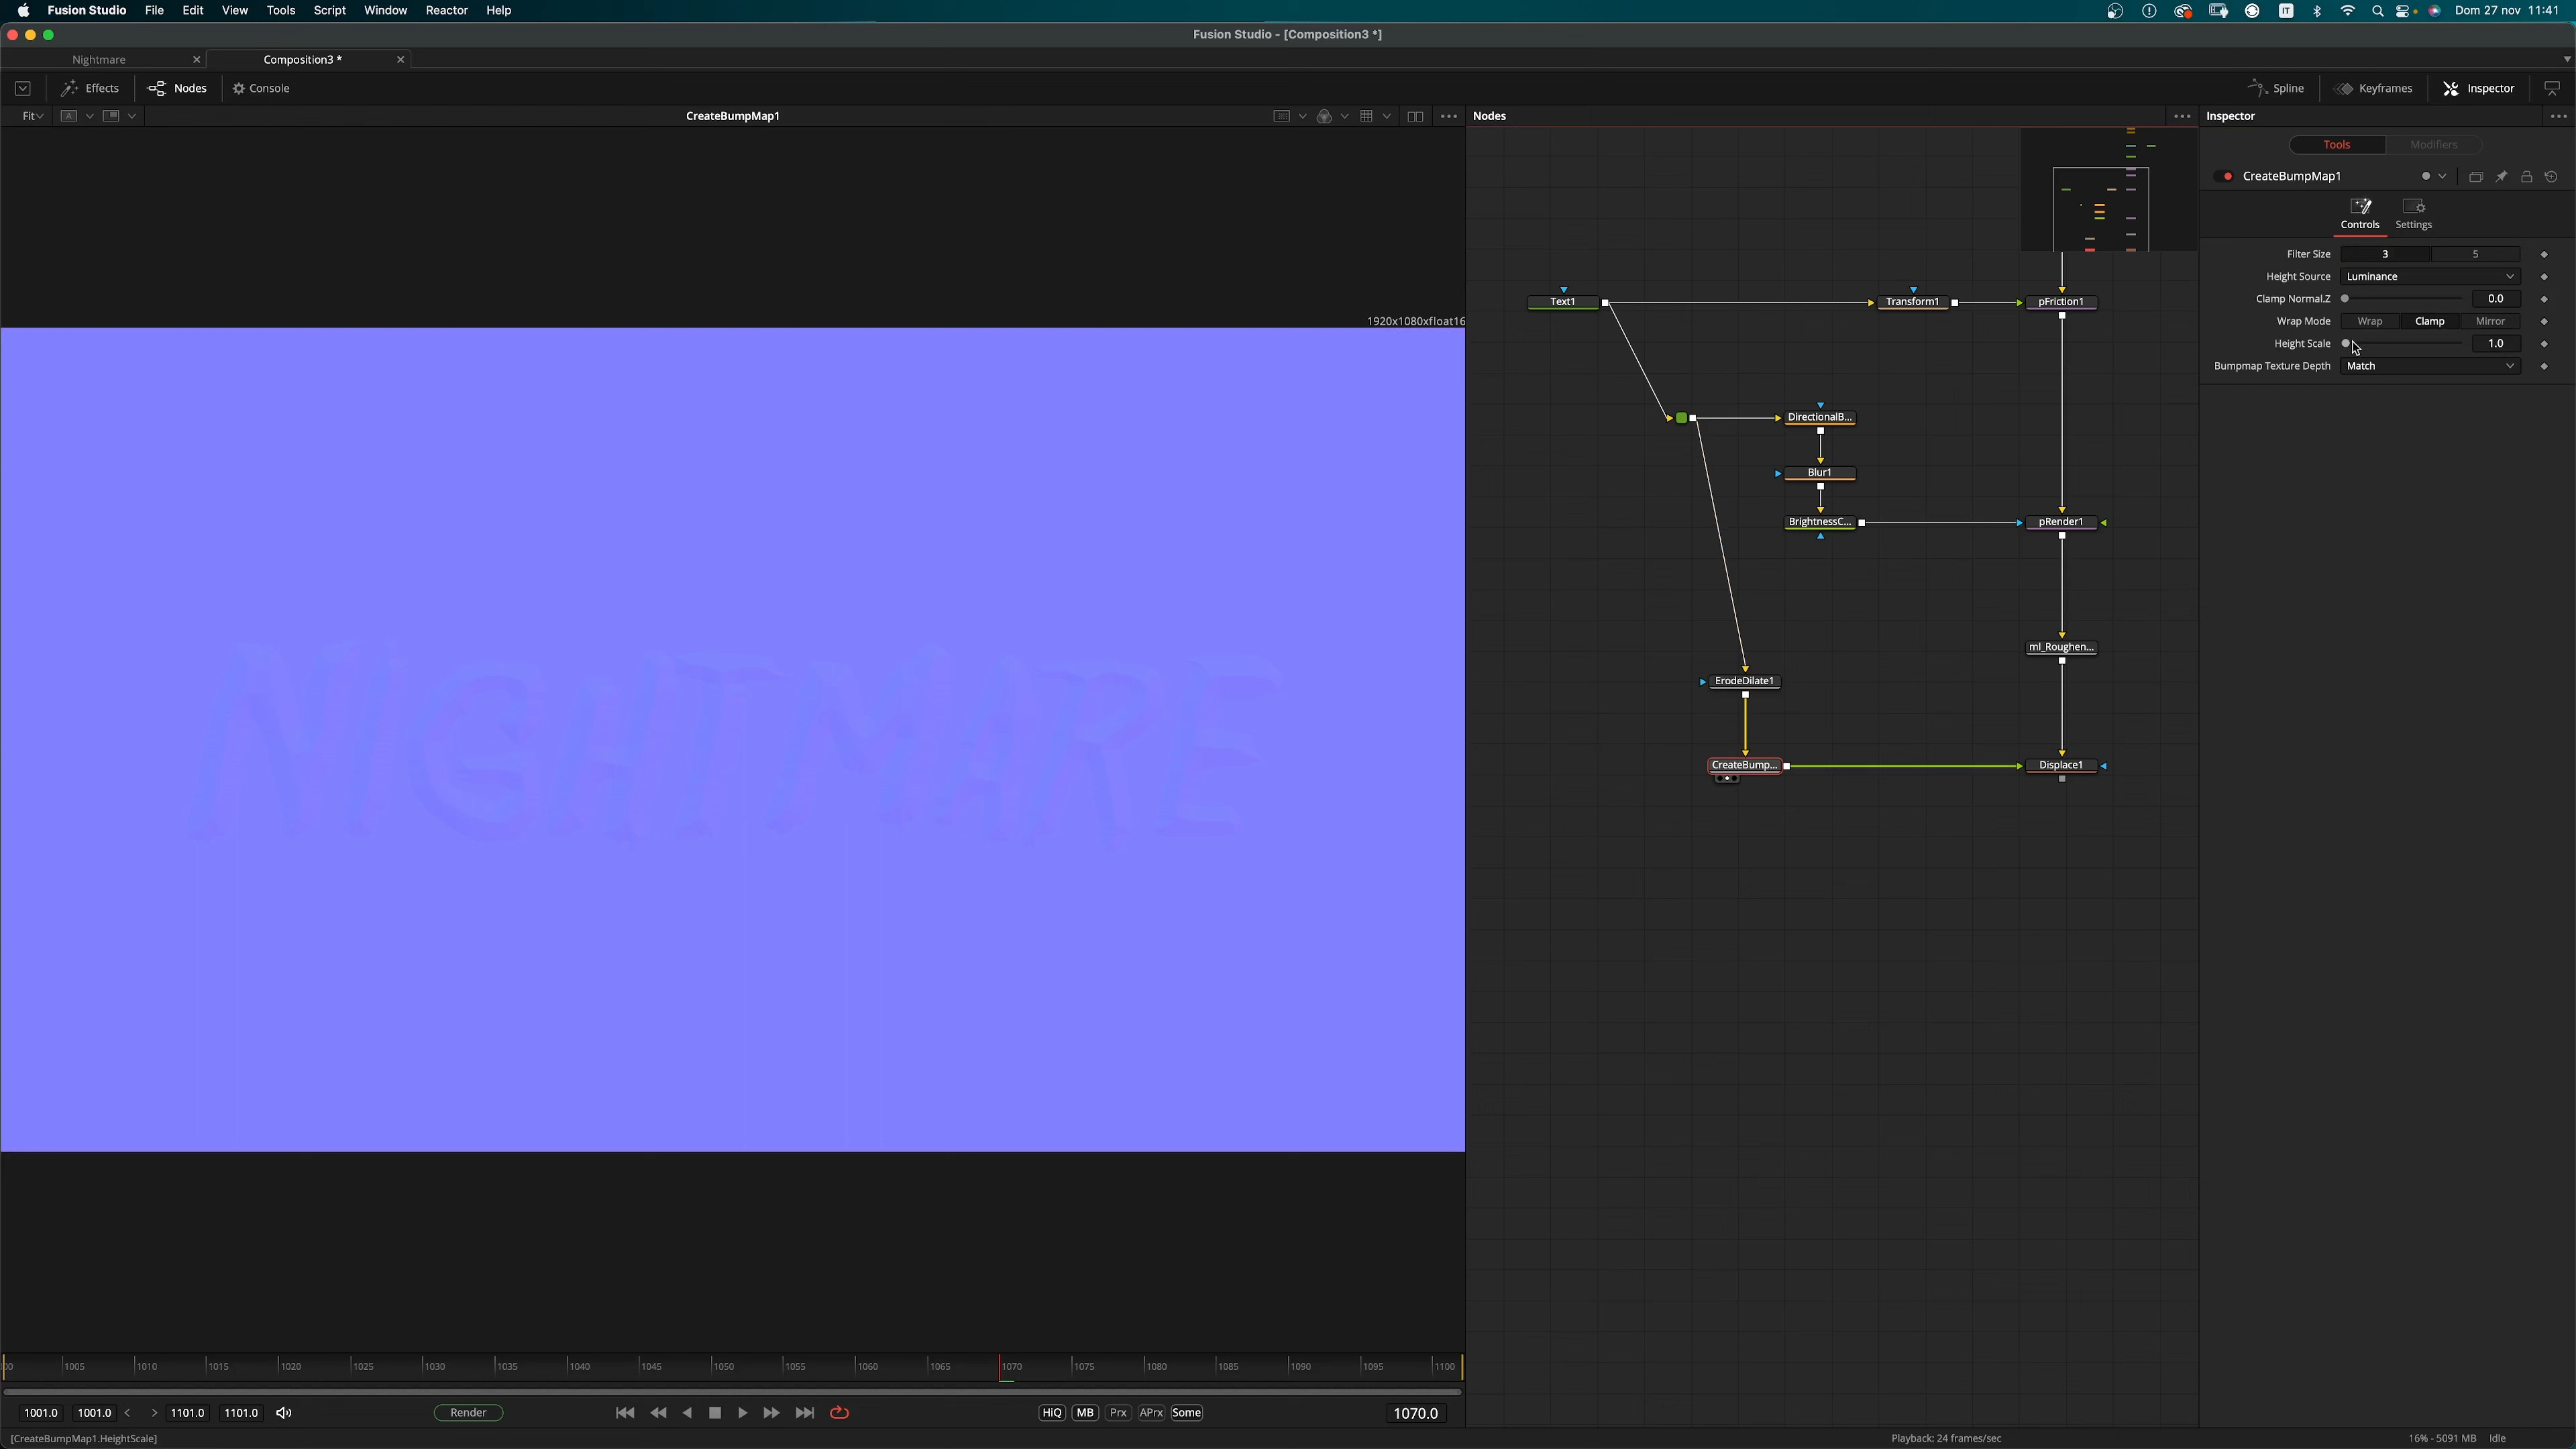 Fusion Studio File Edit View Tools Script Window Reactor Help IT Dom 27 nov 11:41
Fusion Studio - [Composition3 *]
Nightmare Composition3 *
Effects Nodes Console Spline Keyframes Inspector
Fit A CreateBumpMap1 Nodes Inspector
Tools Modifiers
CreateBumpMap1
Controls Settings
Filter Size 3 5
Height Source Luminance
Clamp Normal.Z 0.0
Wrap Mode Wrap Clamp Mirror
Height Scale 1.0
Bumpmap Texture Depth Match
1920x1080xfloat16
NIGHTMARE
Text1 Transform1 pFriction1
DirectionalB...
Blur1
BrightnessC... pRender1
ml_Roughen...
ErodeDilate1
CreateBump... Displace1
00 1005 1010 1015 1020 1025 1030 1035 1040 1045 1050 1055 1060 1065 1070 1075 1080 1085 1090 1095 1100
1001.0 1001.0 < > 1101.0 1101.0 Render HiQ MB Prx APrx Some 1070.0
[CreateBumpMap1.HeightScale] Playback: 24 frames/sec 16% - 5091 MB Idle